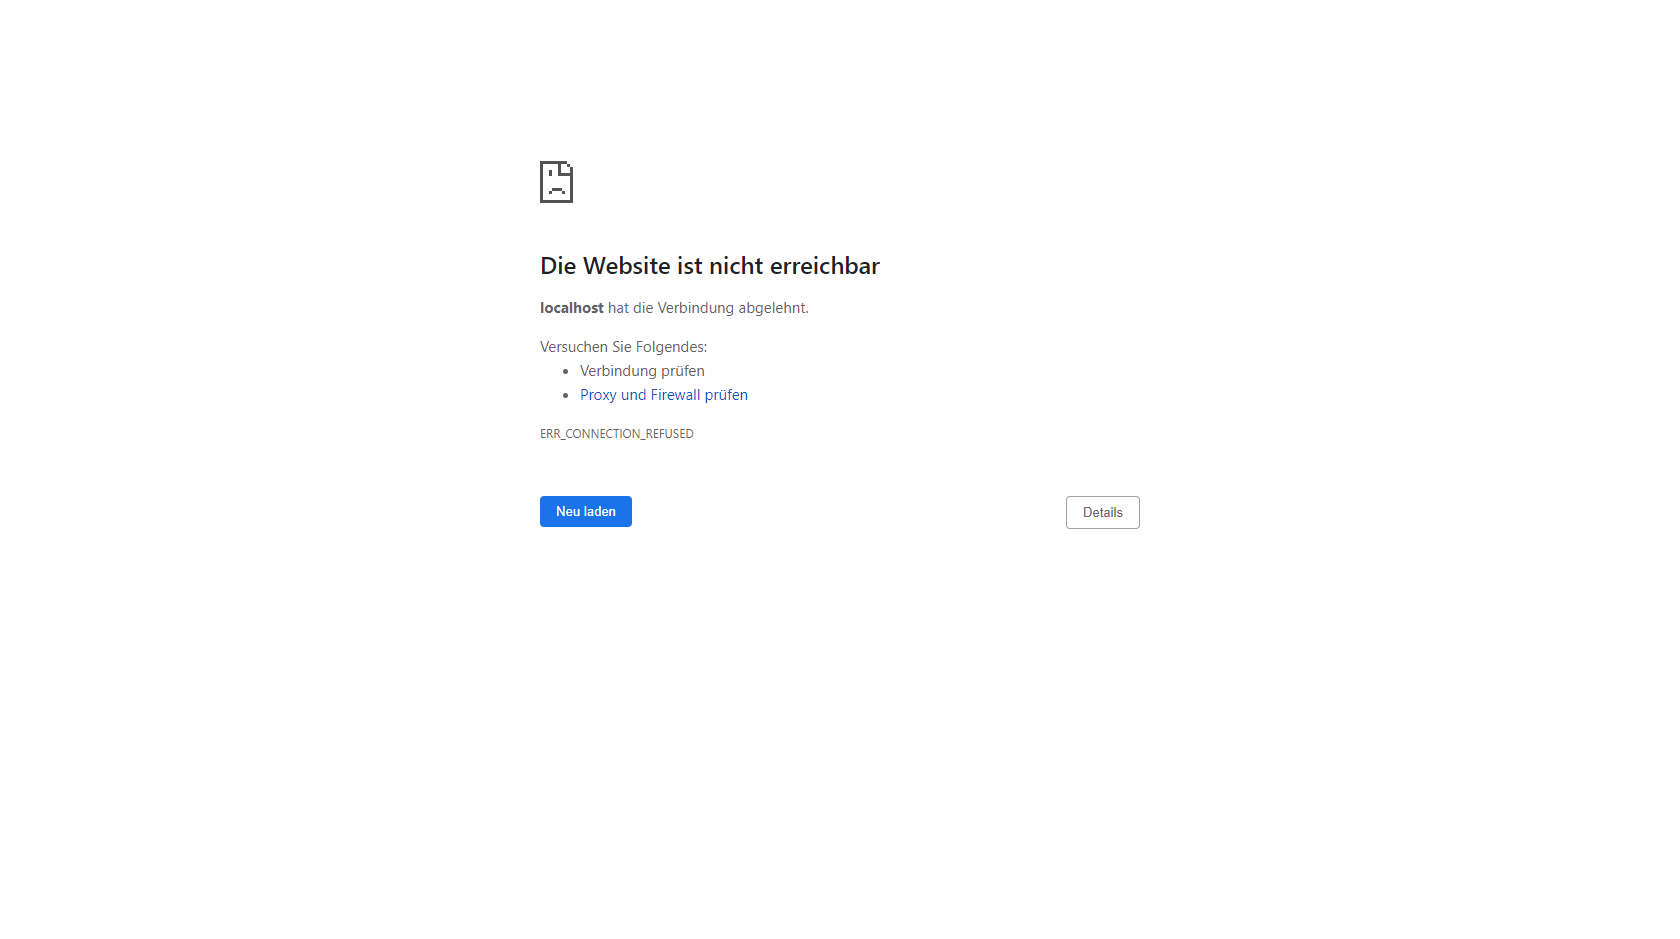 Die Website ist nicht erreichbar
localhost hat die Verbindung abgelehnt.
Versuchen Sie Folgendes:
• Verbindung prüfen
• Proxy und Firewall prüfen
ERR_CONNECTION_REFUSED
Neu laden
Details